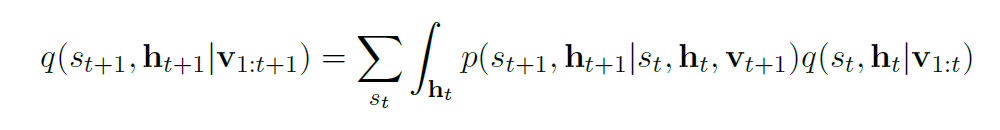 q(s_{t+1}, \mathbf{h}_{t+1}|\mathbf{v}_{1:t+1}) = \sum_{s_t} \int_{\mathbf{h}_t} p(s_{t+1}, \mathbf{h}_{t+1}|s_t, \mathbf{h}_t, \mathbf{v}_{t+1})q(s_t, \mathbf{h}_t|\mathbf{v}_{1:t})